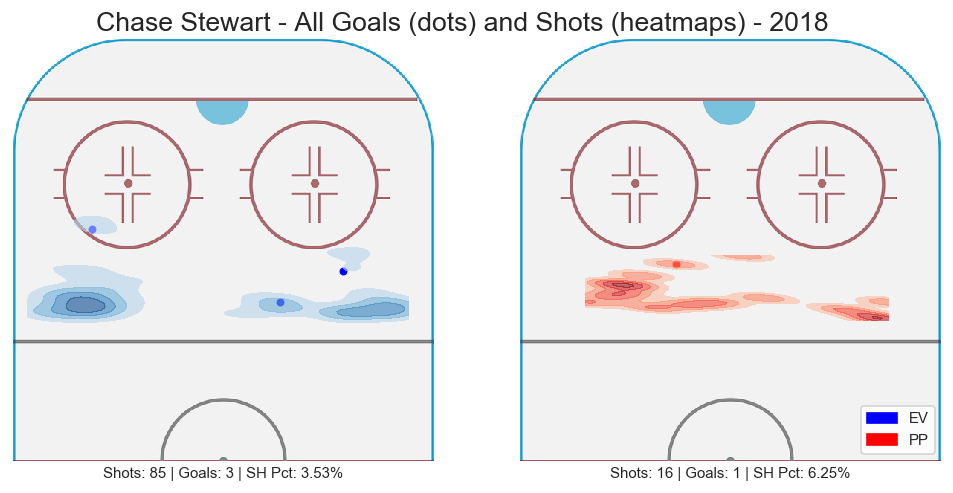 Chase Stewart - All Goals (dots) and Shots (heatmaps) - 2018
EV
PP
Shots: 85 | Goals: 3 | SH Pct: 3.53%
Shots: 16 | Goals: 1 | SH Pct: 6.25%